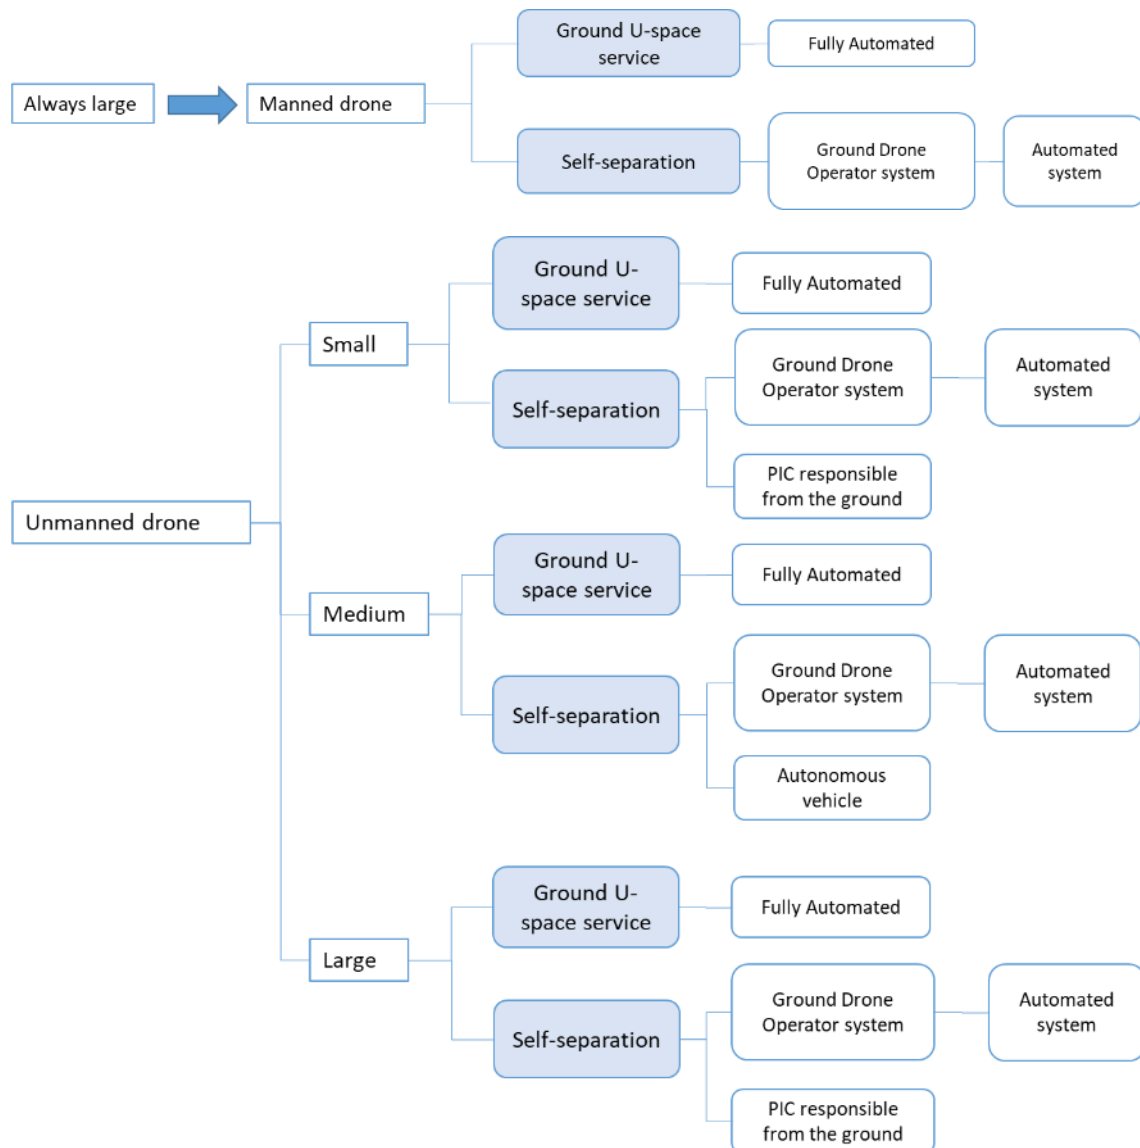 Ground U-space
service
Fully Automated
Always large
Manned drone
Self-separation
Ground Drone
Operator system
Automated
system
Ground U-
space service
Fully Automated
Small
Ground Drone
Operator system
Automated
system
Self-separation
PIC responsible
from the ground
Unmanned drone
Ground U-
space service
Fully Automated
Medium
Ground Drone
Operator system
Automated
system
Self-separation
Autonomous
vehicle
Ground U-
space service
Fully Automated
Large
Ground Drone
Operator system
Automated
system
Self-separation
PIC responsible
from the ground